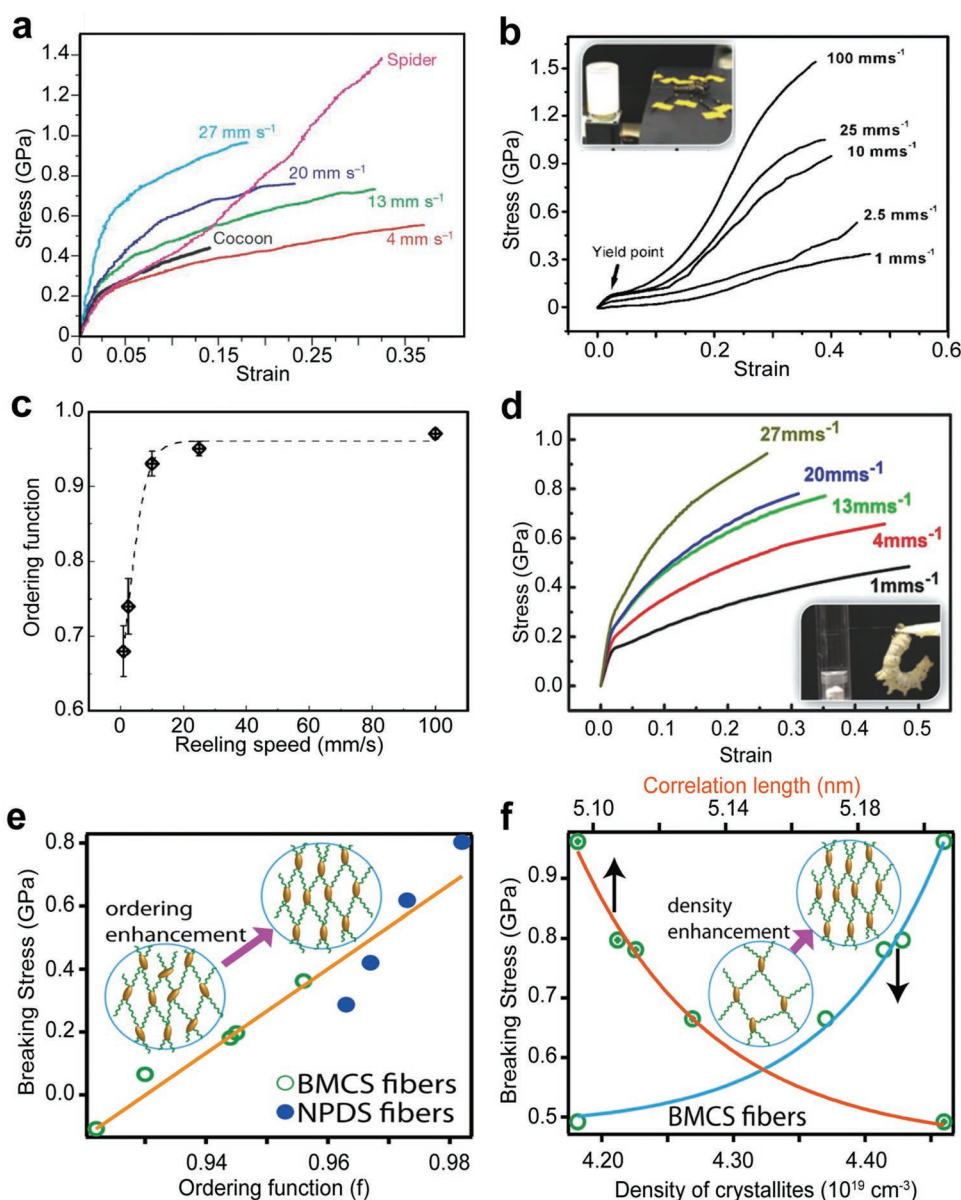 a
Stress (GPa)
1.4
1.2
1.0
0.8
0.6
0.4
0.2
0
0
0.05
0.15
0.25
0.35
Strain
Spider
27 mm s⁻¹
20 mm s⁻¹
13 mm s⁻¹
Cocoon
4 mm s⁻¹
b
Stress (GPa)
1.5
1.2
0.9
0.6
0.3
0.0
0.0
0.2
0.4
0.6
Strain
100 mms⁻¹
25 mms⁻¹
10 mms⁻¹
2.5 mms⁻¹
1 mms⁻¹
Yield point
c
Ordering function
1.0
0.9
0.8
0.7
0.6
0
20
40
60
80
100
Reeling speed (mm/s)
d
Stress (GPa)
1.0
0.8
0.6
0.4
0.2
0.0
0.0
0.1
0.2
0.3
0.4
0.5
Strain
27mms⁻¹
20mms⁻¹
13mms⁻¹
4mms⁻¹
1mms⁻¹
e
Breaking Stress (GPa)
0.8
0.6
0.4
0.2
0.0
ordering
enhancement
BMCS fibers
NPDS fibers
0.94
0.96
0.98
Ordering function (f)
f
Correlation length (nm)
5.10
5.14
5.18
Breaking Stress (GPa)
0.9
0.8
0.7
0.6
0.5
density
enhancement
BMCS fibers
4.20
4.30
4.40
Density of crystallites (10¹⁹ cm⁻³)